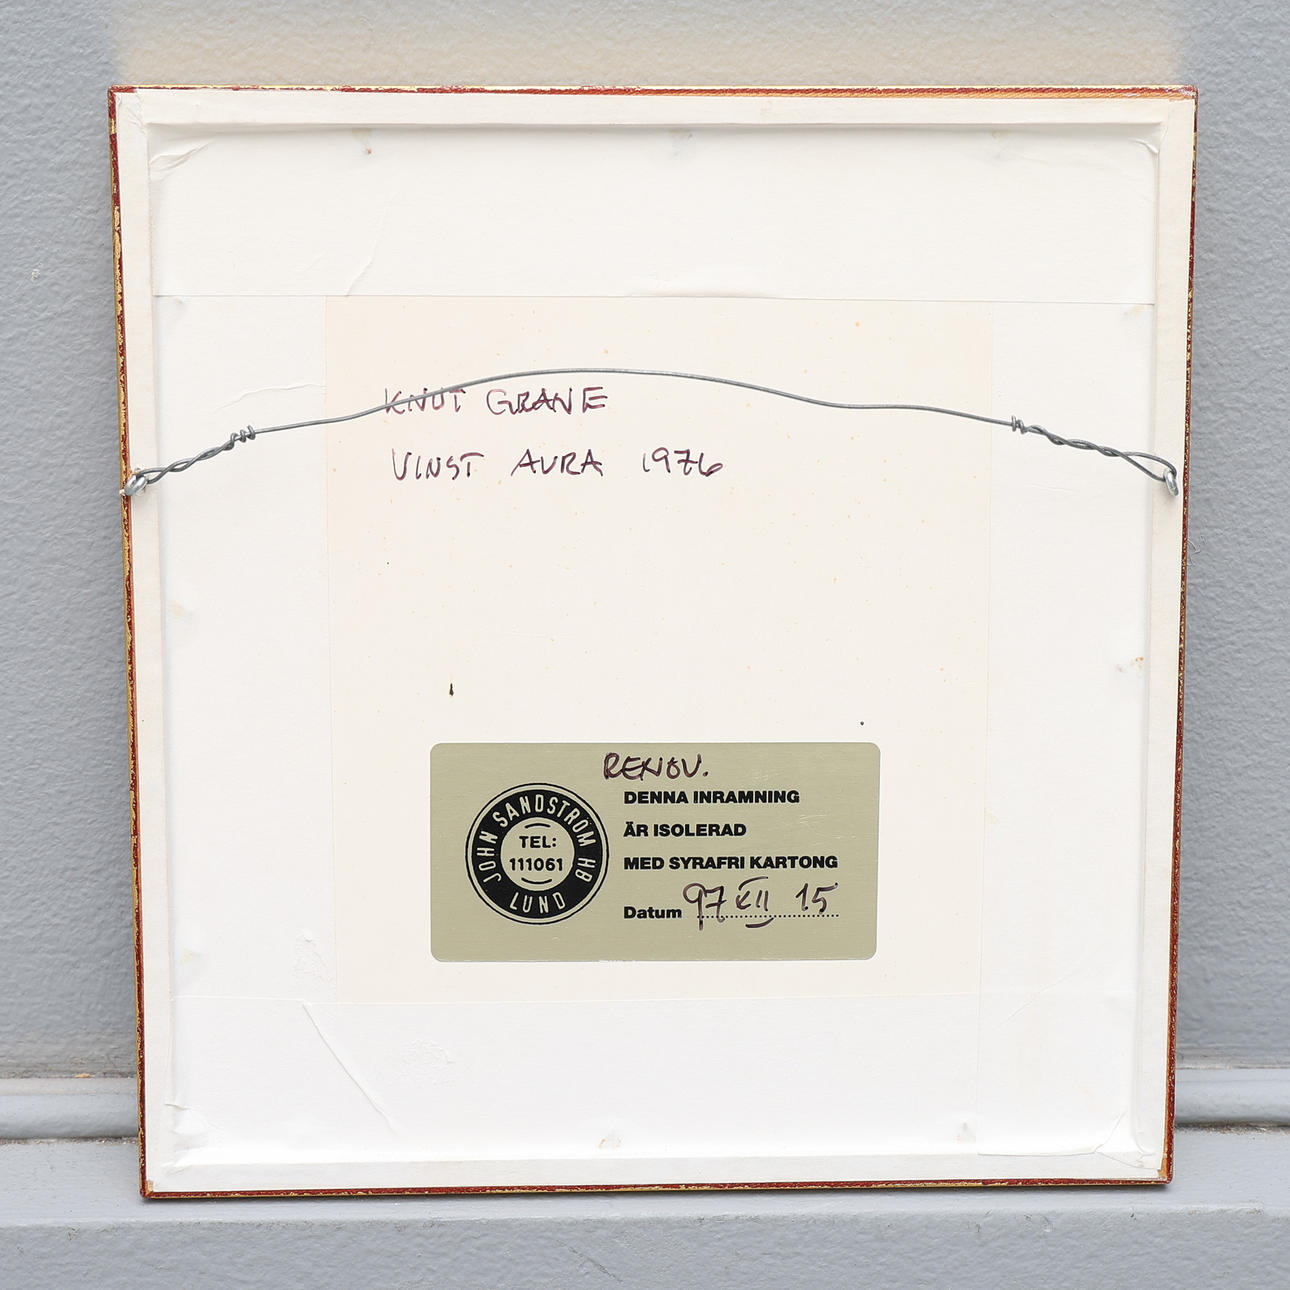 KNUT GRANE
VINST AURA 1976
RENOV.
DENNA INRAMNING
ÄR ISOLERAD
MED SYRAFRI KARTONG
Datum 97 XII 15
JOHN SANDSTRÖM HB
TEL:
111061
LUND